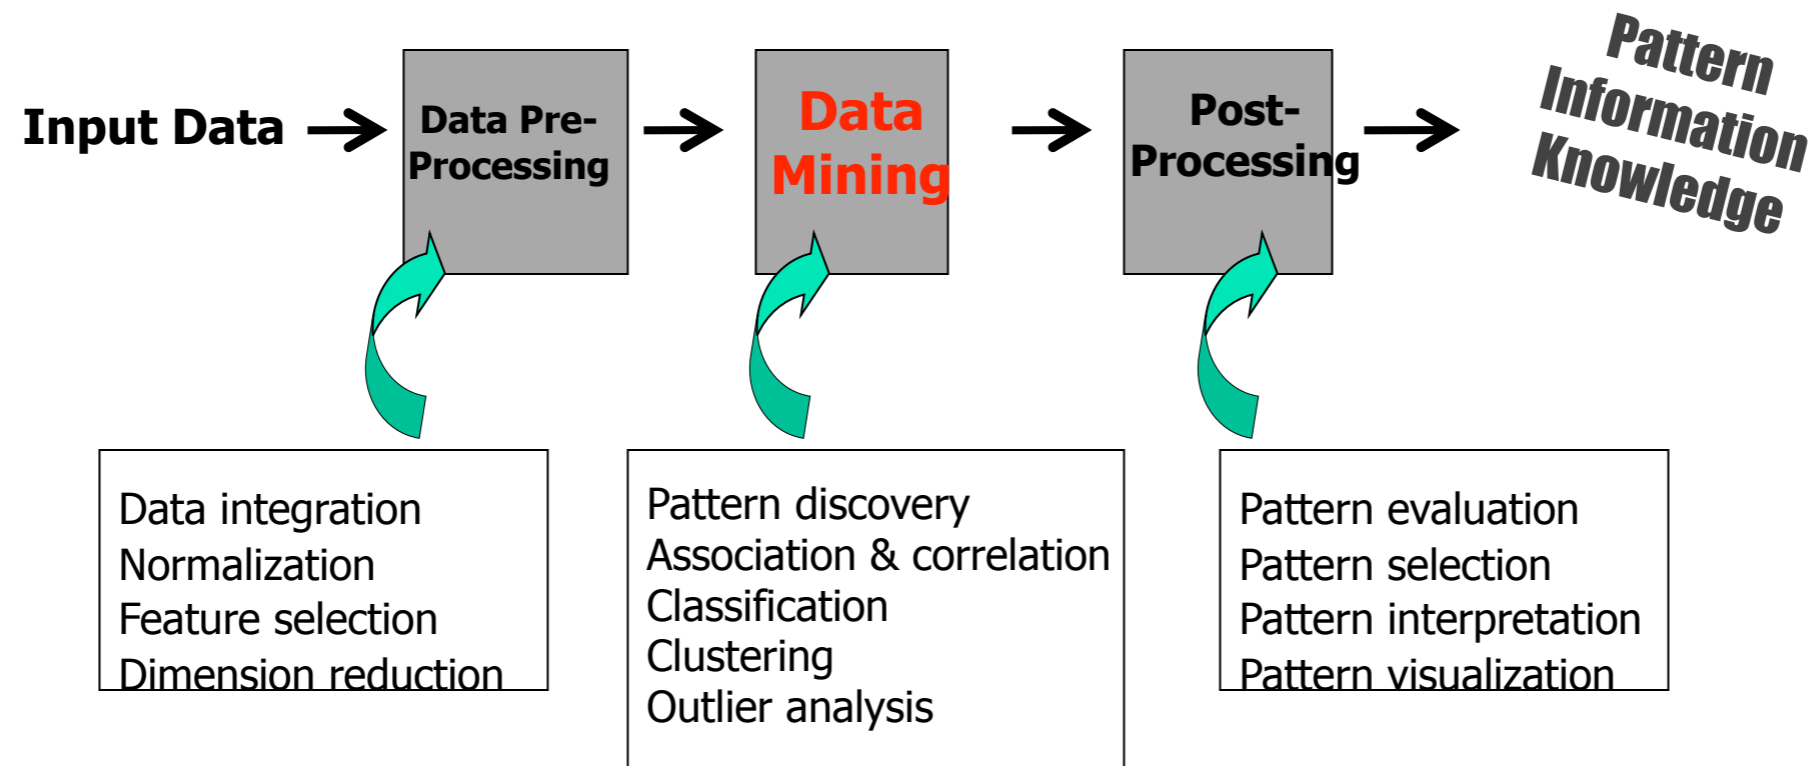 Input Data
Data Pre-
Processing
Data
Mining
Post-
Processing
Pattern
Information
Knowledge
Data integration
Normalization
Feature selection
Dimension reduction
Pattern discovery
Association & correlation
Classification
Clustering
Outlier analysis
Pattern evaluation
Pattern selection
Pattern interpretation
Pattern visualization